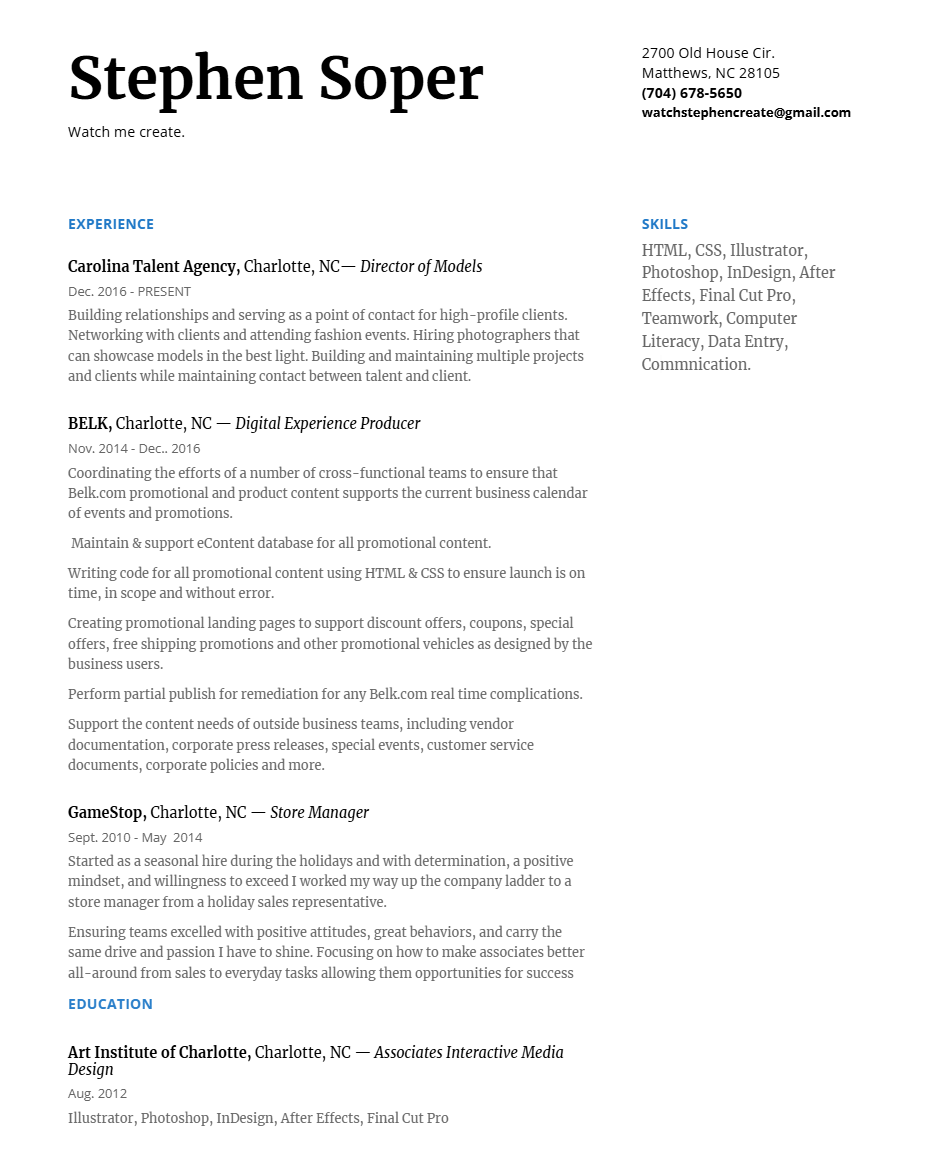 Stephen Soper
Watch me create.
2700 Old House Cir.
Matthews, NC 28105
(704) 678-5650
watchstephencreate@gmail.com
EXPERIENCE
Carolina Talent Agency, Charlotte, NC— Director of Models
Dec. 2016 - PRESENT
Building relationships and serving as a point of contact for high-profile clients.
Networking with clients and attending fashion events. Hiring photographers that
can showcase models in the best light. Building and maintaining multiple projects
and clients while maintaining contact between talent and client.
BELK, Charlotte, NC — Digital Experience Producer
Nov. 2014 - Dec.. 2016
Coordinating the efforts of a number of cross-functional teams to ensure that
Belk.com promotional and product content supports the current business calendar
of events and promotions.
Maintain & support eContent database for all promotional content.
Writing code for all promotional content using HTML & CSS to ensure launch is on
time, in scope and without error.
Creating promotional landing pages to support discount offers, coupons, special
offers, free shipping promotions and other promotional vehicles as designed by the
business users.
Perform partial publish for remediation for any Belk.com real time complications.
Support the content needs of outside business teams, including vendor
documentation, corporate press releases, special events, customer service
documents, corporate policies and more.
GameStop, Charlotte, NC — Store Manager
Sept. 2010 - May  2014
Started as a seasonal hire during the holidays and with determination, a positive
mindset, and willingness to exceed I worked my way up the company ladder to a
store manager from a holiday sales representative.
Ensuring teams excelled with positive attitudes, great behaviors, and carry the
same drive and passion I have to shine. Focusing on how to make associates better
all-around from sales to everyday tasks allowing them opportunities for success
EDUCATION
Art Institute of Charlotte, Charlotte, NC — Associates Interactive Media
Design
Aug. 2012
Illustrator, Photoshop, InDesign, After Effects, Final Cut Pro
SKILLS
HTML, CSS, Illustrator,
Photoshop, InDesign, After
Effects, Final Cut Pro,
Teamwork, Computer
Literacy, Data Entry,
Commnication.